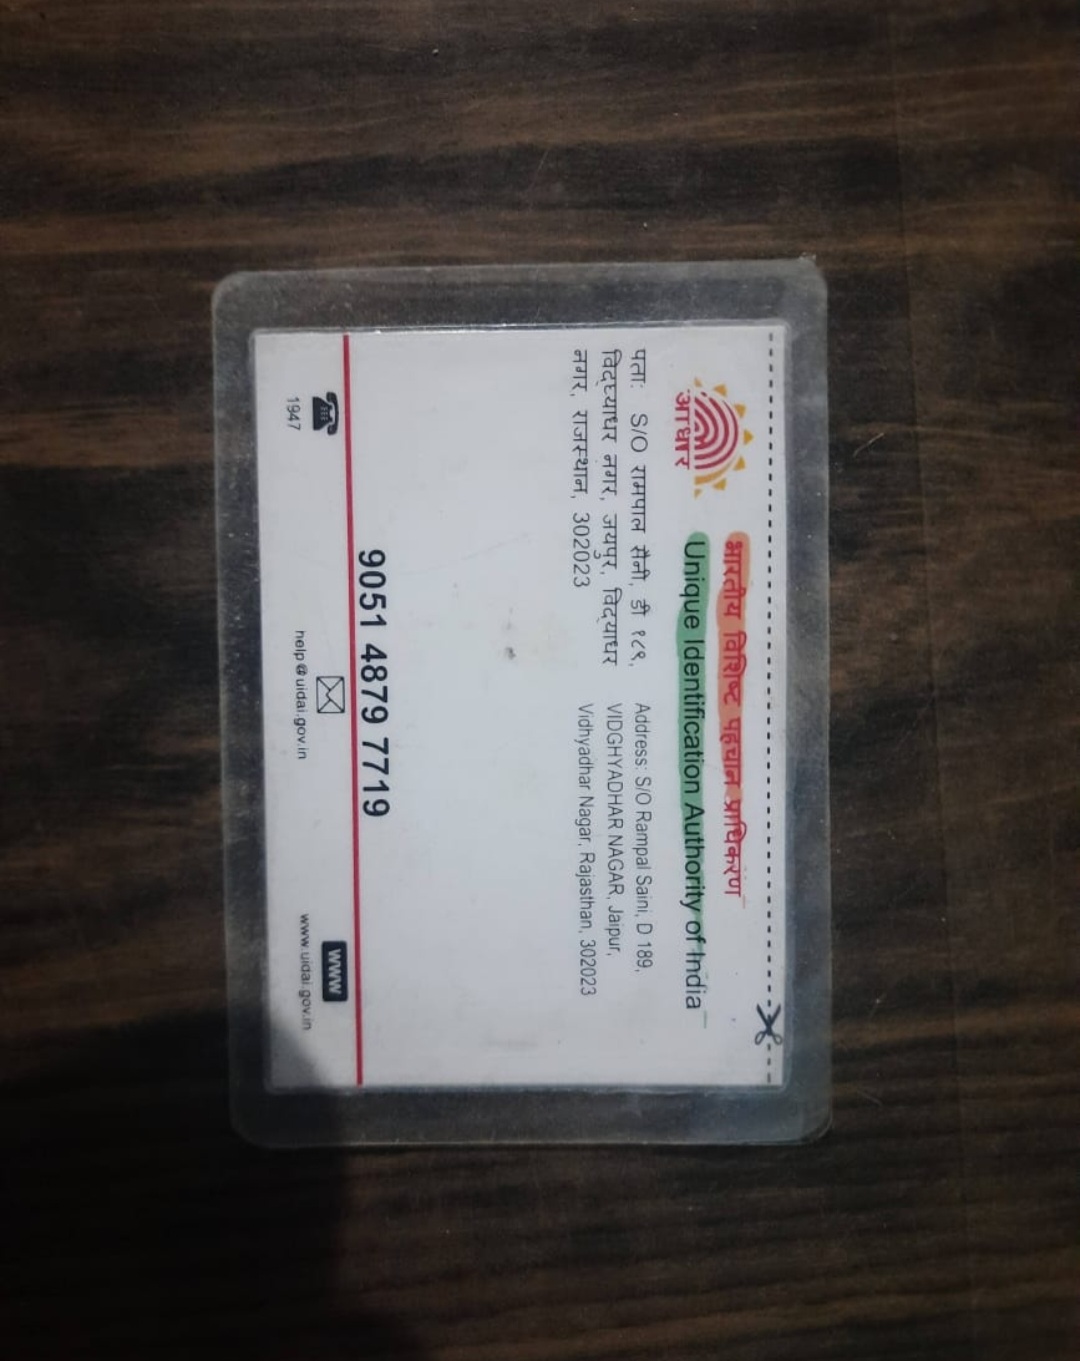 भारतीय विशिष्ट पहचान प्राधिकरण
Unique Identification Authority of India
आधार
पता: S/O रामपाल सैनी, डी १८९,
विद्घ्याधर नगर, जयपुर, विद्याधर
नगर, राजस्थान, 302023
Address: S/O Rampal Saini, D 189,
VIDGHYADHAR NAGAR, Jaipur,
Vidhyadhar Nagar, Rajasthan, 302023
9051 4879 7719
1947
help@uidai.gov.in
WWW
www.uidai.gov.in